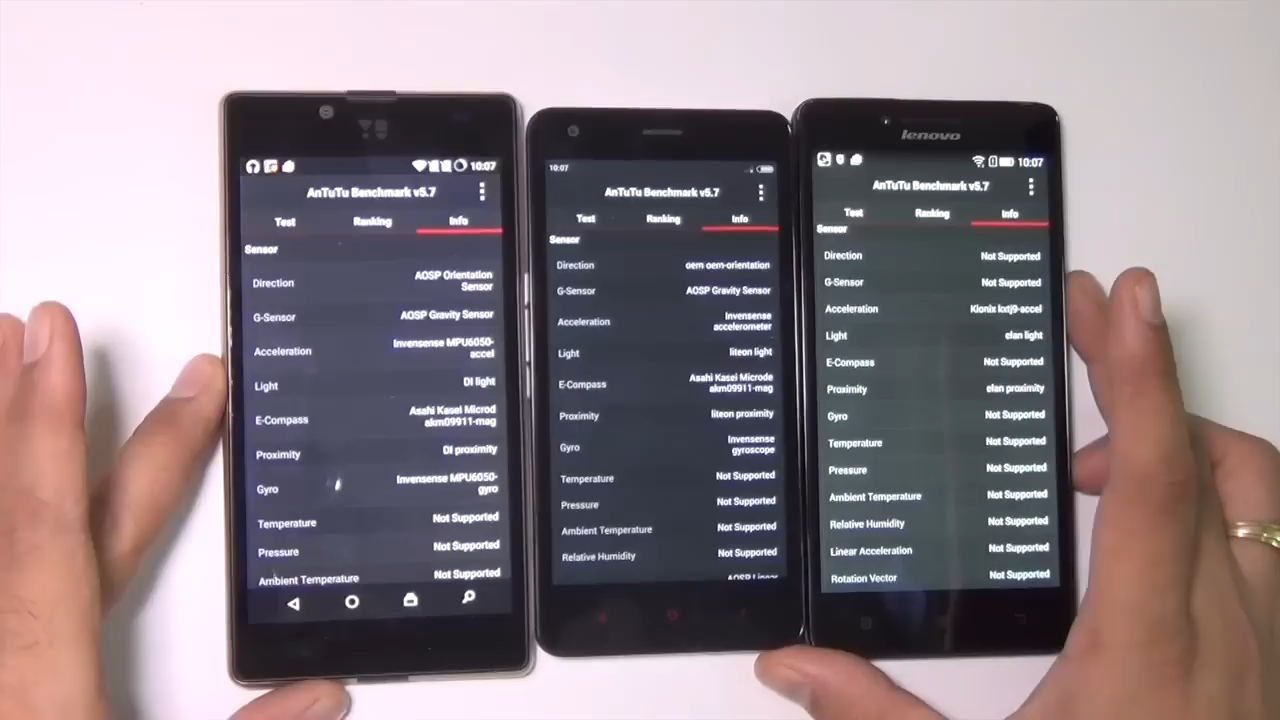 YU
10:07
AnTuTu Benchmark v5.7
Test Ranking Info
Sensor
Direction AOSP Orientation
Sensor
G-Sensor AOSP Gravity Sensor
Acceleration Invensense MPU6050-
accel
Light DI light
E-Compass Asahi Kasei Microd
akm09911-mag
Proximity DI proximity
Gyro Invensense MPU6050-
gyro
Temperature Not Supported
Pressure Not Supported
Ambient Temperature Not Supported
10:07
AnTuTu Benchmark v5.7
Test Ranking Info
Sensor
Direction oem oem-orientation
G-Sensor AOSP Gravity Sensor
Acceleration Invensense
accelerometer
Light liteon light
E-Compass Asahi Kasei Microde
akm09911-mag
Proximity liteon proximity
Gyro Invensense
gyroscope
Temperature Not Supported
Pressure Not Supported
Ambient Temperature Not Supported
Relative Humidity Not Supported
AOSP Linear
lenovo
10:07
AnTuTu Benchmark v5.7
Test Ranking Info
Sensor
Direction Not Supported
G-Sensor Not Supported
Acceleration Kionix kxtj9-accel
Light elan light
E-Compass Not Supported
Proximity elan proximity
Gyro Not Supported
Temperature Not Supported
Pressure Not Supported
Ambient Temperature Not Supported
Relative Humidity Not Supported
Linear Acceleration Not Supported
Rotation Vector Not Supported